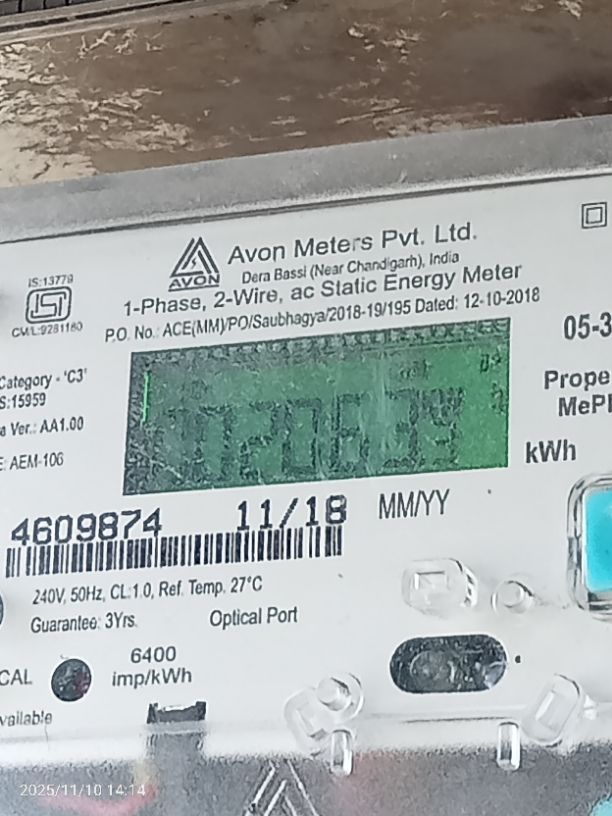 Avon Meters Pvt. Ltd.
AVON
Dera Bassi (Near Chandigarh), India
1-Phase, 2-Wire, ac Static Energy Meter
P.O. No.: ACE(MM)/PO/Saubhagya/2018-19/195 Dated: 12-10-2018
IS:13779
ISI
CM/L:9281180
Category - 'C3'
S:15959
a Ver.: AA1.00
E: AEM-106
05-3
Prope
MePl
kWh
4609874 11/18 MM/YY
240V, 50Hz, CL:1.0, Ref. Temp. 27°C
Guarantee: 3Yrs. Optical Port
CAL 6400
imp/kWh
vailable
2025/11/10 14:14